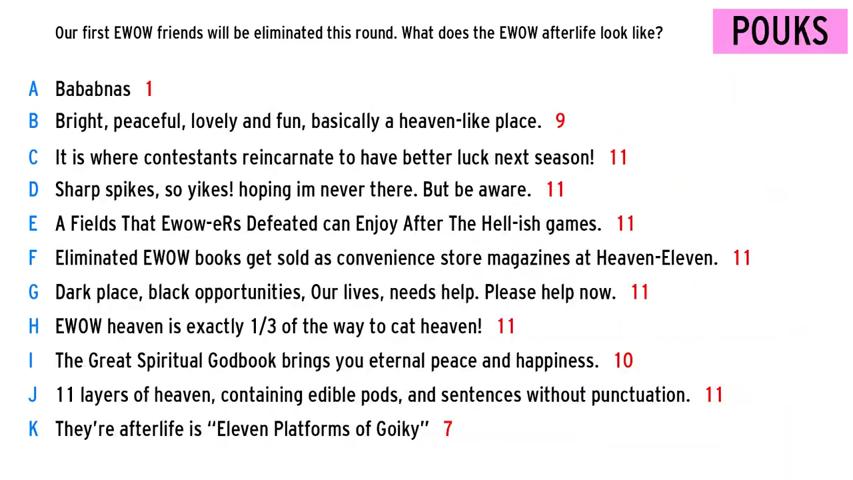 Our first EWOW friends will be eliminated this round. What does the EWOW afterlife look like?
POUKS
A Bababnas 1
B Bright, peaceful, lovely and fun, basically a heaven-like place. 9
C It is where contestants reincarnate to have better luck next season! 11
D Sharp spikes, so yikes! hoping im never there. But be aware. 11
E A Fields That Ewow-eRs Defeated can Enjoy After The Hell-ish games. 11
F Eliminated EWOW books get sold as convenience store magazines at Heaven-Eleven. 11
G Dark place, black opportunities, Our lives, needs help. Please help now. 11
H EWOW heaven is exactly 1/3 of the way to cat heaven! 11
I The Great Spiritual Godbook brings you eternal peace and happiness. 10
J 11 layers of heaven, containing edible pods, and sentences without punctuation. 11
K They're afterlife is “Eleven Platforms of Goiky” 7